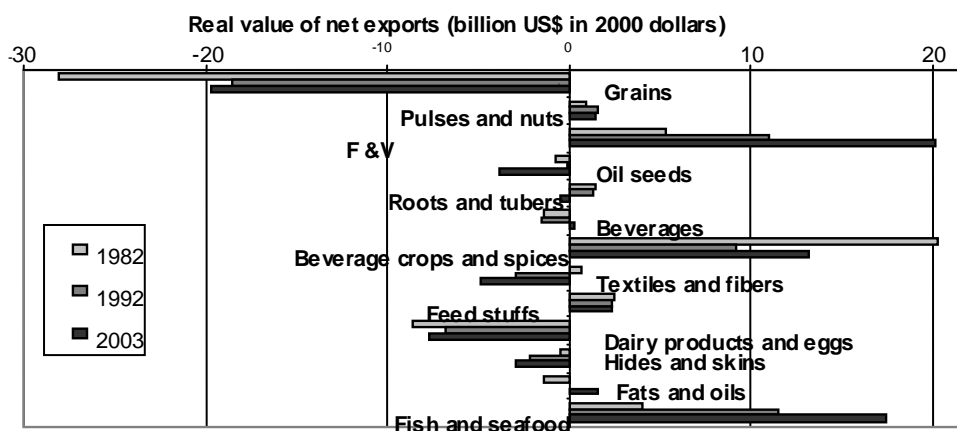 Real value of net exports (billion US$ in 2000 dollars)
-30 -20 -10 0 10 20
Grains
Pulses and nuts
F &V
Oil seeds
Roots and tubers
Beverages
Beverage crops and spices
Textiles and fibers
Feed stuffs
Dairy products and eggs
Hides and skins
Fats and oils
Fish and seafood
1982
1992
2003